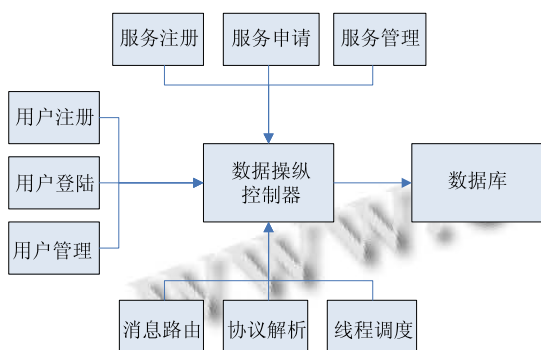 服务注册
服务申请
服务管理
用户注册
用户登陆
用户管理
数据操纵
控制器
数据库
www.
消息路由
协议解析
线程调度